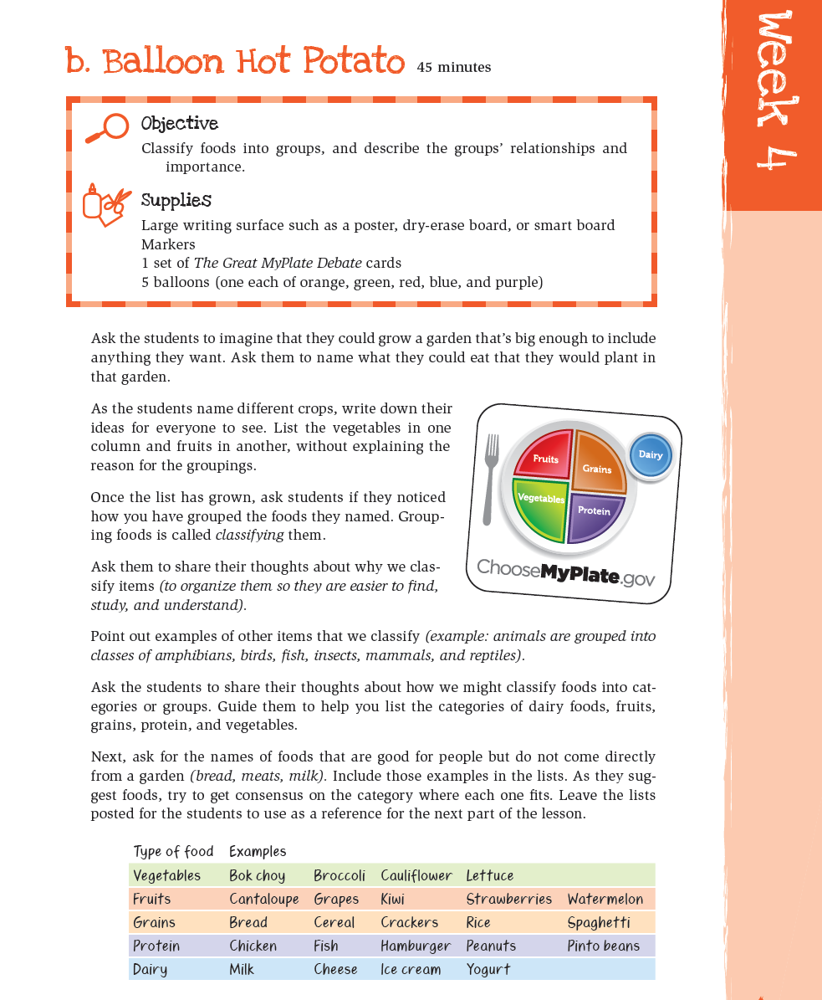 Week 4
b. Balloon Hot Potato 45 minutes
Objective
Classify foods into groups, and describe the groups’ relationships and
importance.
Supplies
Large writing surface such as a poster, dry-erase board, or smart board
Markers
1 set of The Great MyPlate Debate cards
5 balloons (one each of orange, green, red, blue, and purple)
Ask the students to imagine that they could grow a garden that’s big enough to include
anything they want. Ask them to name what they could eat that they would plant in
that garden.
As the students name different crops, write down their
ideas for everyone to see. List the vegetables in one
column and fruits in another, without explaining the
reason for the groupings.
Once the list has grown, ask students if they noticed
how you have grouped the foods they named. Group-
ing foods is called classifying them.
Ask them to share their thoughts about why we clas-
sify items (to organize them so they are easier to find,
study, and understand).
Fruits
Grains
Dairy
Vegetables
Protein
ChooseMyPlate.gov
Point out examples of other items that we classify (example: animals are grouped into
classes of amphibians, birds, fish, insects, mammals, and reptiles).
Ask the students to share their thoughts about how we might classify foods into cat-
egories or groups. Guide them to help you list the categories of dairy foods, fruits,
grains, protein, and vegetables.
Next, ask for the names of foods that are good for people but do not come directly
from a garden (bread, meats, milk). Include those examples in the lists. As they sug-
gest foods, try to get consensus on the category where each one fits. Leave the lists
posted for the students to use as a reference for the next part of the lesson.
Type of food Examples
Vegetables Bok choy Broccoli Cauliflower Lettuce
Fruits Cantaloupe Grapes Kiwi Strawberries Watermelon
Grains Bread Cereal Crackers Rice Spaghetti
Protein Chicken Fish Hamburger Peanuts Pinto beans
Dairy Milk Cheese Ice cream Yogurt